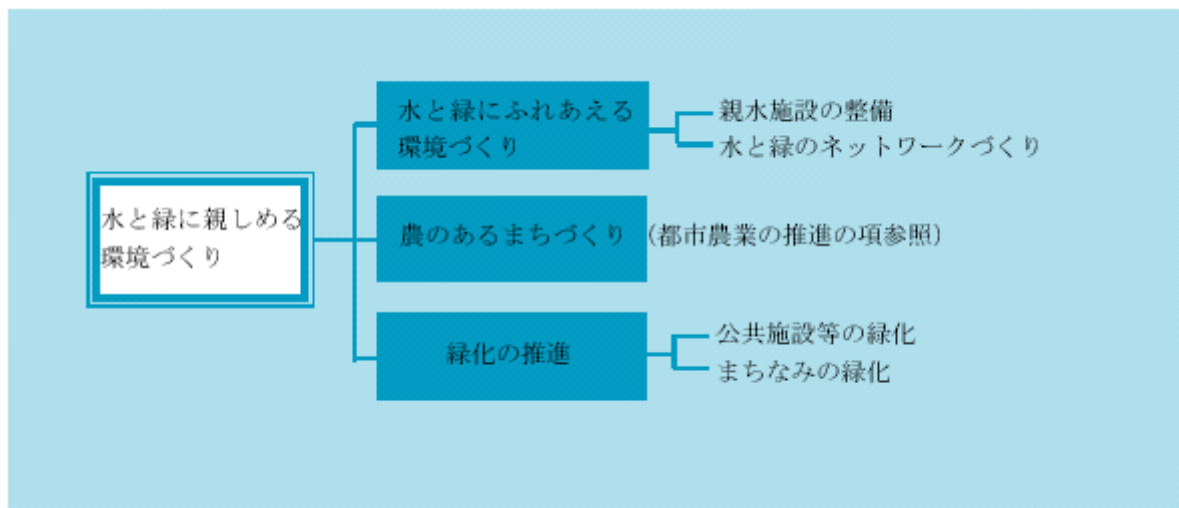 水と緑に親しめる
環境づくり
水と緑にふれあえる
環境づくり
親水施設の整備
水と緑のネットワークづくり
農のあるまちづくり（都市農業の推進の項参照）
緑化の推進
公共施設等の緑化
まちなみの緑化